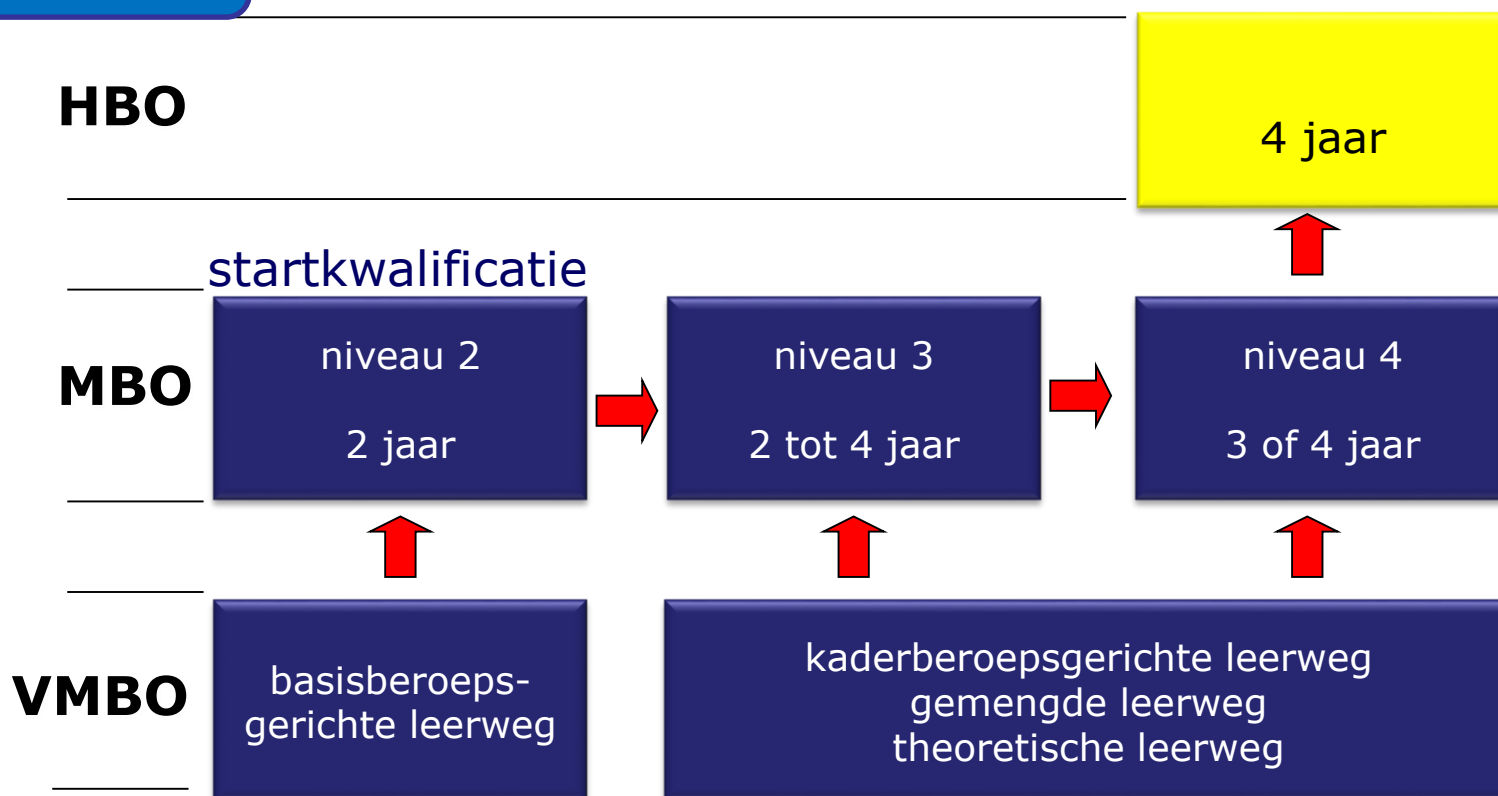 HBO
4 jaar
startkwalificatie
MBO
niveau 2
2 jaar
niveau 3
2 tot 4 jaar
niveau 4
3 of 4 jaar
VMBO
basisberoeps-
gerichte leerweg
kaderberoepsgerichte leerweg
gemengde leerweg
theoretische leerweg